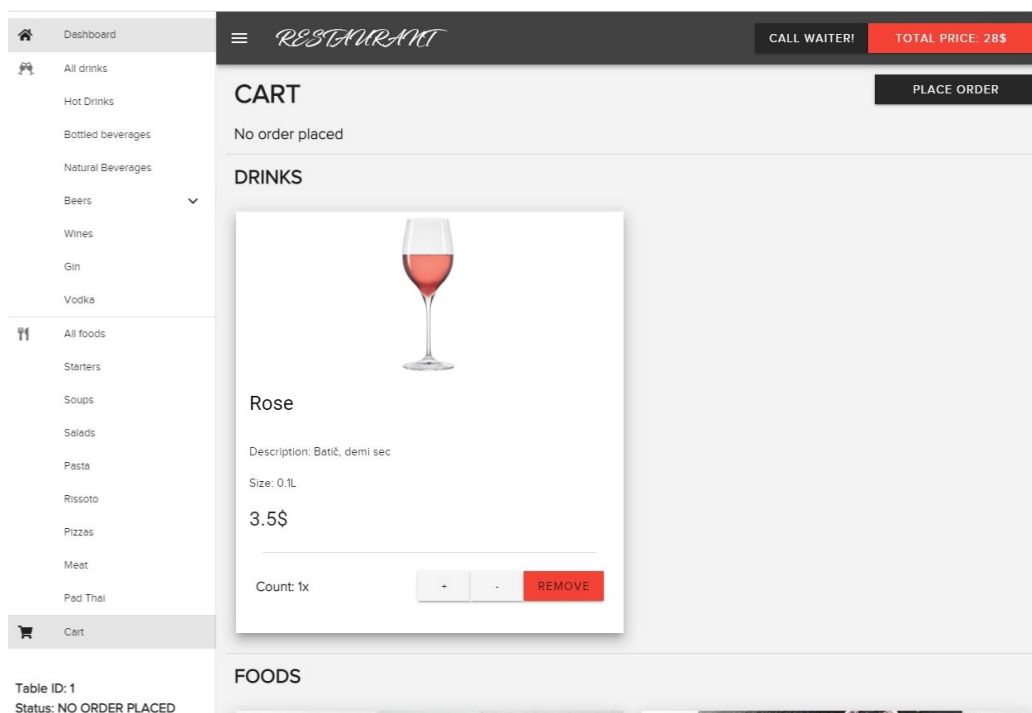 Dashboard
All drinks
Hot Drinks
Bottled beverages
Natural Beverages
Beers
Wines
Gin
Vodka
All foods
Starters
Soups
Salads
Pasta
Rissoto
Pizzas
Meat
Pad Thai
Cart
Table ID: 1
Status: NO ORDER PLACED
RESTAURANT
CALL WAITER!
TOTAL PRICE: 28$
CART
PLACE ORDER
No order placed
DRINKS
Rose
Description: Batič, demi sec
Size: 0.1L
3.5$
Count: 1x + - REMOVE
FOODS